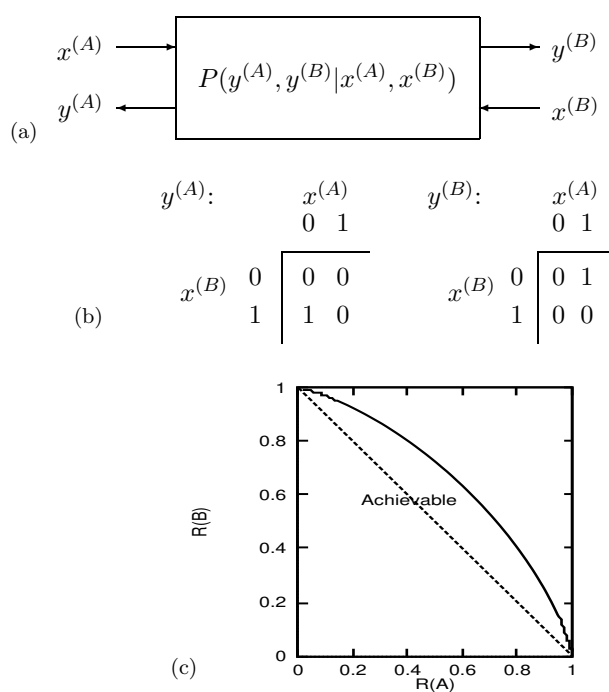 x^(A)
y^(B)
P(y^(A), y^(B)|x^(A), x^(B))
y^(A)
x^(B)
(a)
y^(A): x^(A) y^(B): x^(A)
0 1 0 1
x^(B) 0 0 0 x^(B) 0 0 1
1 1 0 1 0 0
(b)
1
0.8
0.6
Achievable
R(B)
0.4
0.2
0
0 0.2 0.4 0.6 0.8 1
R(A)
(c)